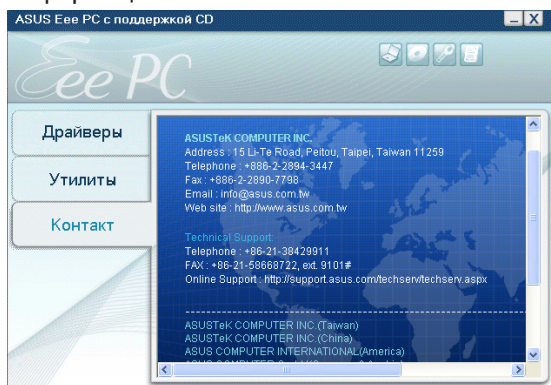 ASUS Eee PC с поддержкой CD
Eee PC
Драйверы
Утилиты
Контакт
ASUSTeK COMPUTER INC.
Address : 15 Li-Te Road, Peitou, Taipei, Taiwan 11259
Telephone : +886-2-2894-3447
Fax : +886-2-2890-7798
Email : info@asus.com.tw
Web site : http://www.asus.com.tw
Technical Support:
Telephone : +86-21-38429911
FAX : +86-21-58668722, ext. 9101#
Online Support : http://support.asus.com/techserv/techserv.aspx
ASUSTeK COMPUTER INC.(Taiwan)
ASUSTeK COMPUTER INC.(China)
ASUS COMPUTER INTERNATIONAL(America)